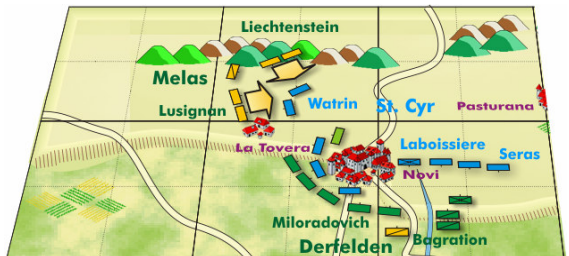 Liechtenstein
Melas
Lusignan
Watrin
St. Cyr
Pasturana
La Tovera
Laboissiere
Seras
Novi
Miloradovich
Derfelden
Bagration